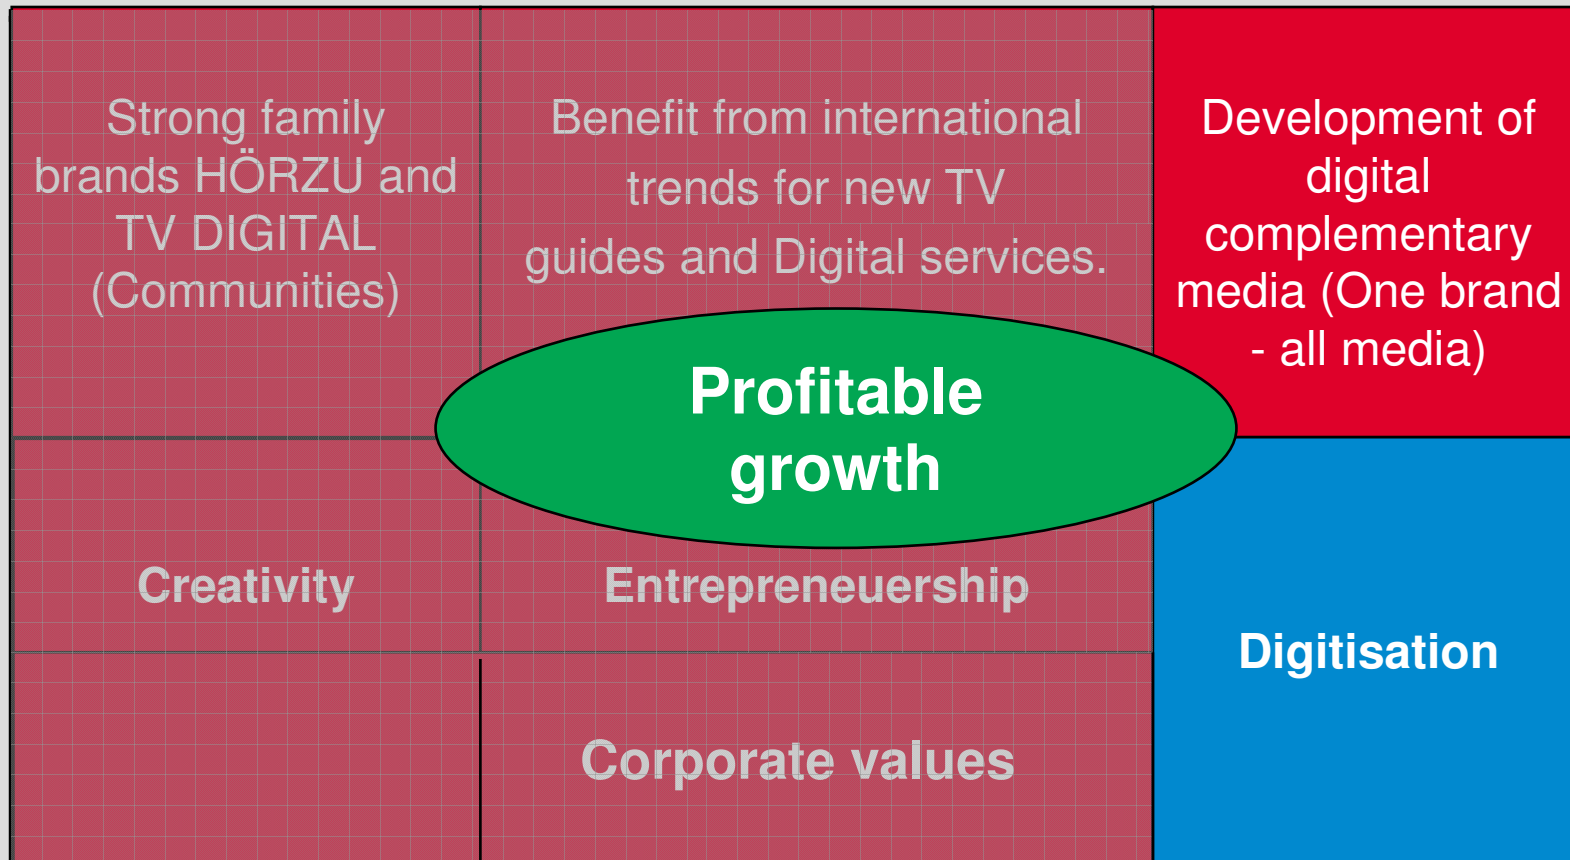 Strong family
brands HÖRZU and
TV DIGITAL
(Communities)
Benefit from international
trends for new TV
guides and Digital services.
Development of
digital
complementary
media (One brand
- all media)
Profitable
growth
Creativity
Entrepreneuership
Digitisation
Corporate values